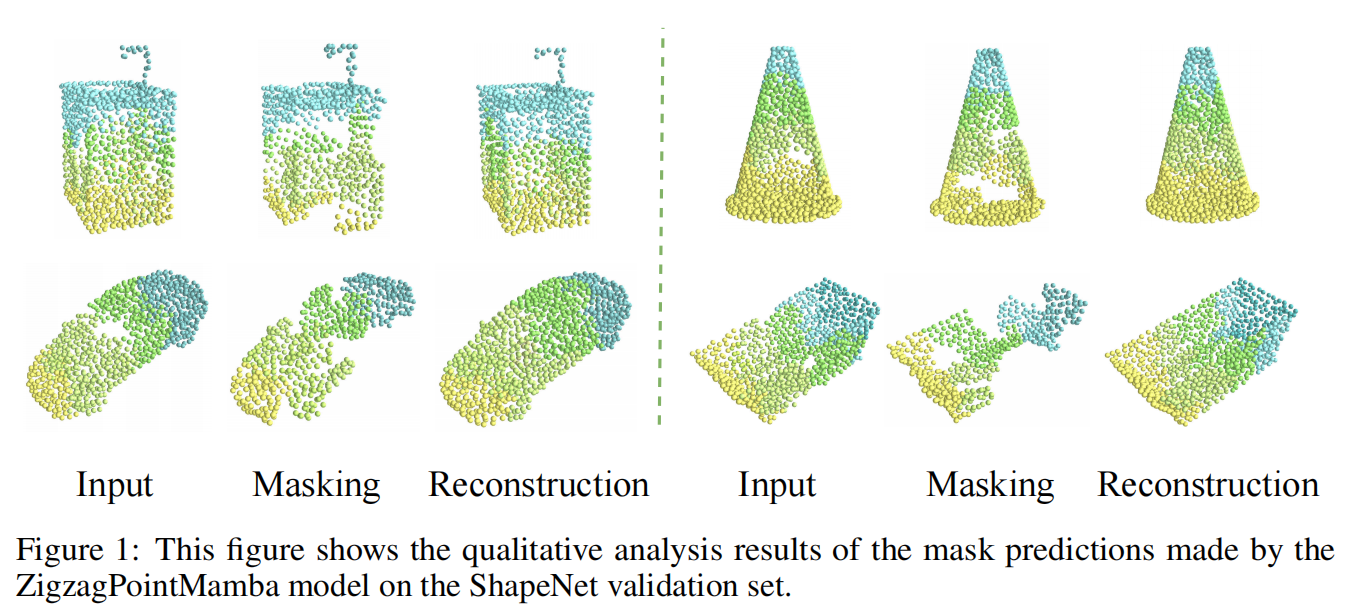 Input Masking Reconstruction Input Masking Reconstruction
Figure 1: This figure shows the qualitative analysis results of the mask predictions made by the
ZigzagPointMamba model on the ShapeNet validation set.